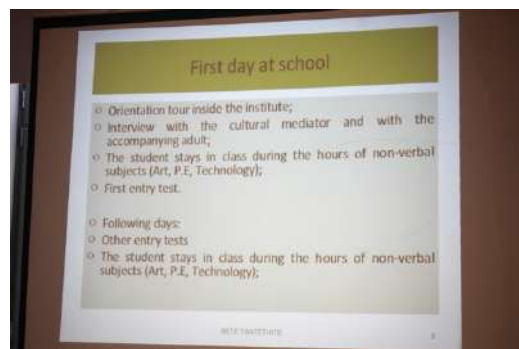 First day at school
Orientation tour inside the institute;
Interview with the cultural mediator and with the
accompanying adult;
The student stays in class during the hours of non-verbal
subjects (Art, P.E, Technology);
First entry test.
Following days:
Other entry tests
The student stays in class during the hours of non-verbal
subjects (Art, P.E, Technology);